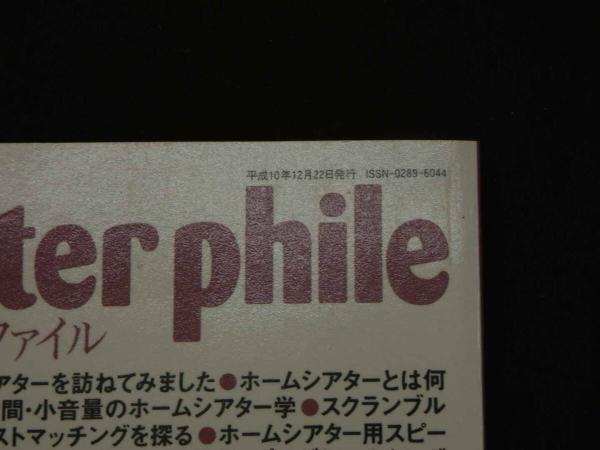 平成10年12月22日発行 ISSN-0289-6044
ter phile
ファイル
アターを訪ねてみました●ホームシアターとは何
間・小音量のホームシアター学●スクランブル
ストマッチングを探る●ホームシアター用スピー